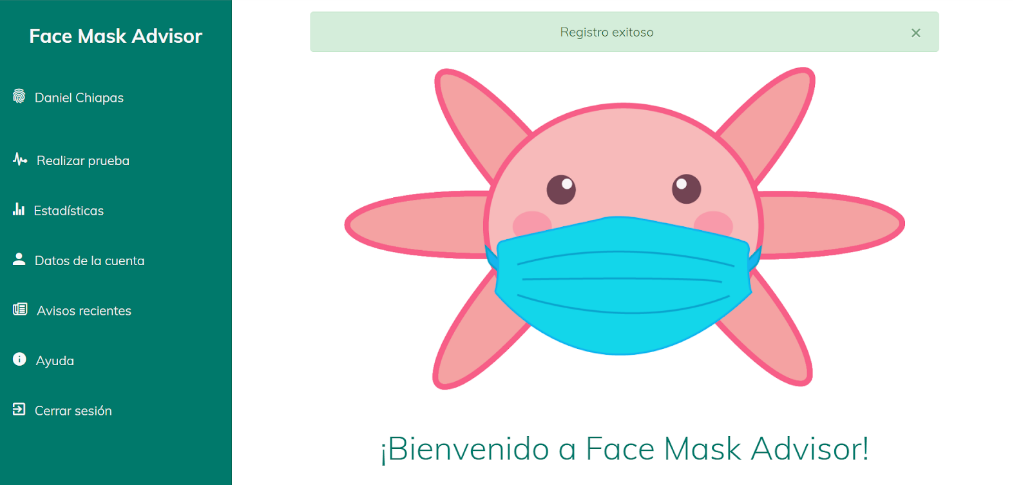 Face Mask Advisor
Daniel Chiapas
Realizar prueba
Estadísticas
Datos de la cuenta
Avisos recientes
Ayuda
Cerrar sesión
Registro exitoso
×
¡Bienvenido a Face Mask Advisor!